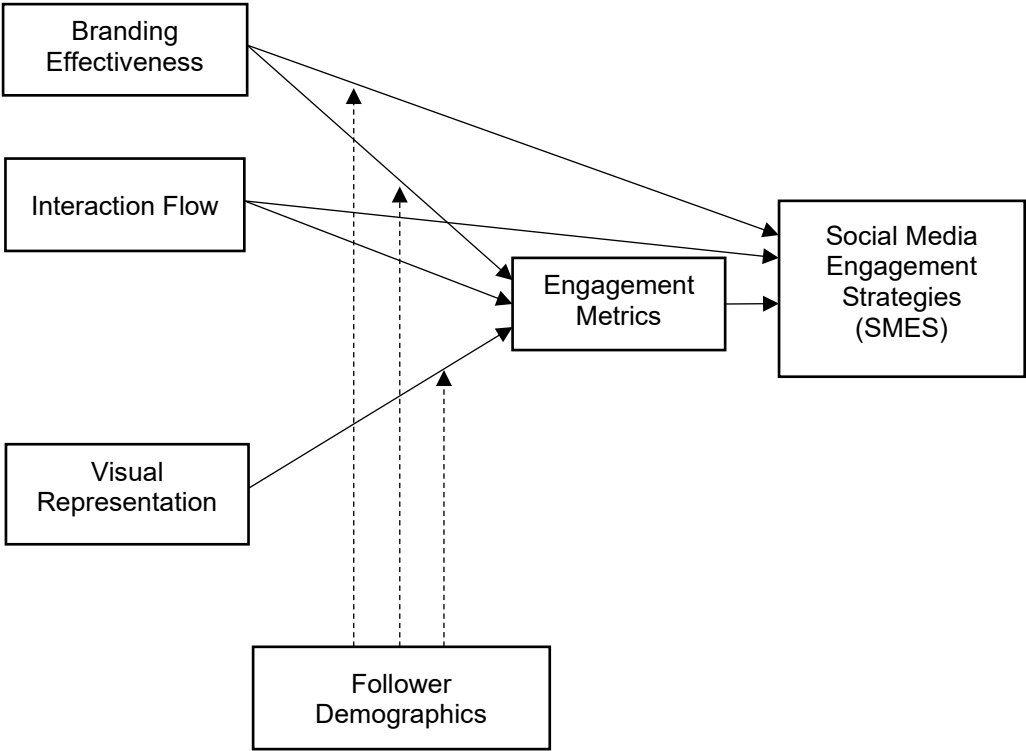 Branding
Effectiveness
Interaction Flow
Social Media
Engagement
Strategies
(SMES)
Engagement
Metrics
Visual
Representation
Follower
Demographics